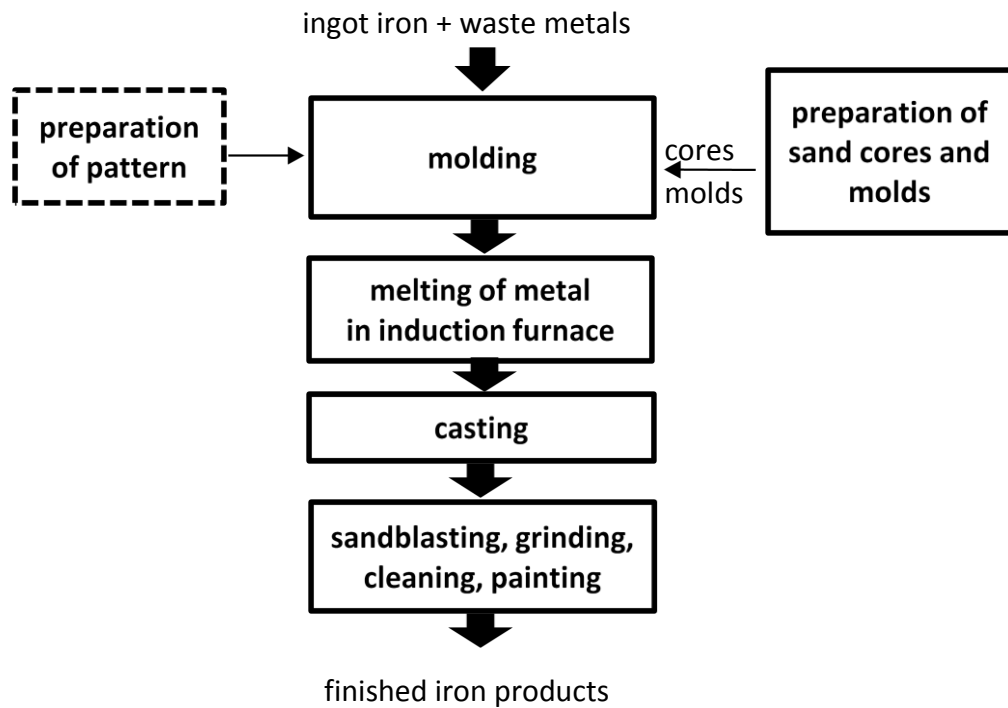 ingot iron + waste metals
preparation
of pattern
molding
cores
molds
preparation of
sand cores and
molds
melting of metal
in induction furnace
casting
sandblasting, grinding,
cleaning, painting
finished iron products